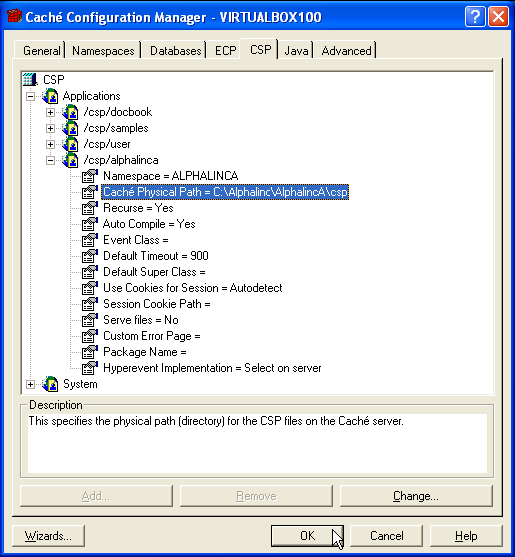 Caché Configuration Manager - VIRTUALBOX100
General Namespaces Databases ECP CSP Java Advanced
CSP
Applications
/csp/docbook
/csp/samples
/csp/user
/csp/alphalinca
Namespace = ALPHALINCA
Caché Physical Path = C:\Alphalinc\AlphalincA\csp
Recurse = Yes
Auto Compile = Yes
Event Class =
Default Timeout = 900
Default Super Class =
Use Cookies for Session = Autodetect
Session Cookie Path =
Serve files = No
Custom Error Page =
Package Name =
Hyperevent Implementation = Select on server
System
Description
This specifies the physical path (directory) for the CSP files on the Caché server.
Add... Remove Change...
Wizards... OK Cancel Help